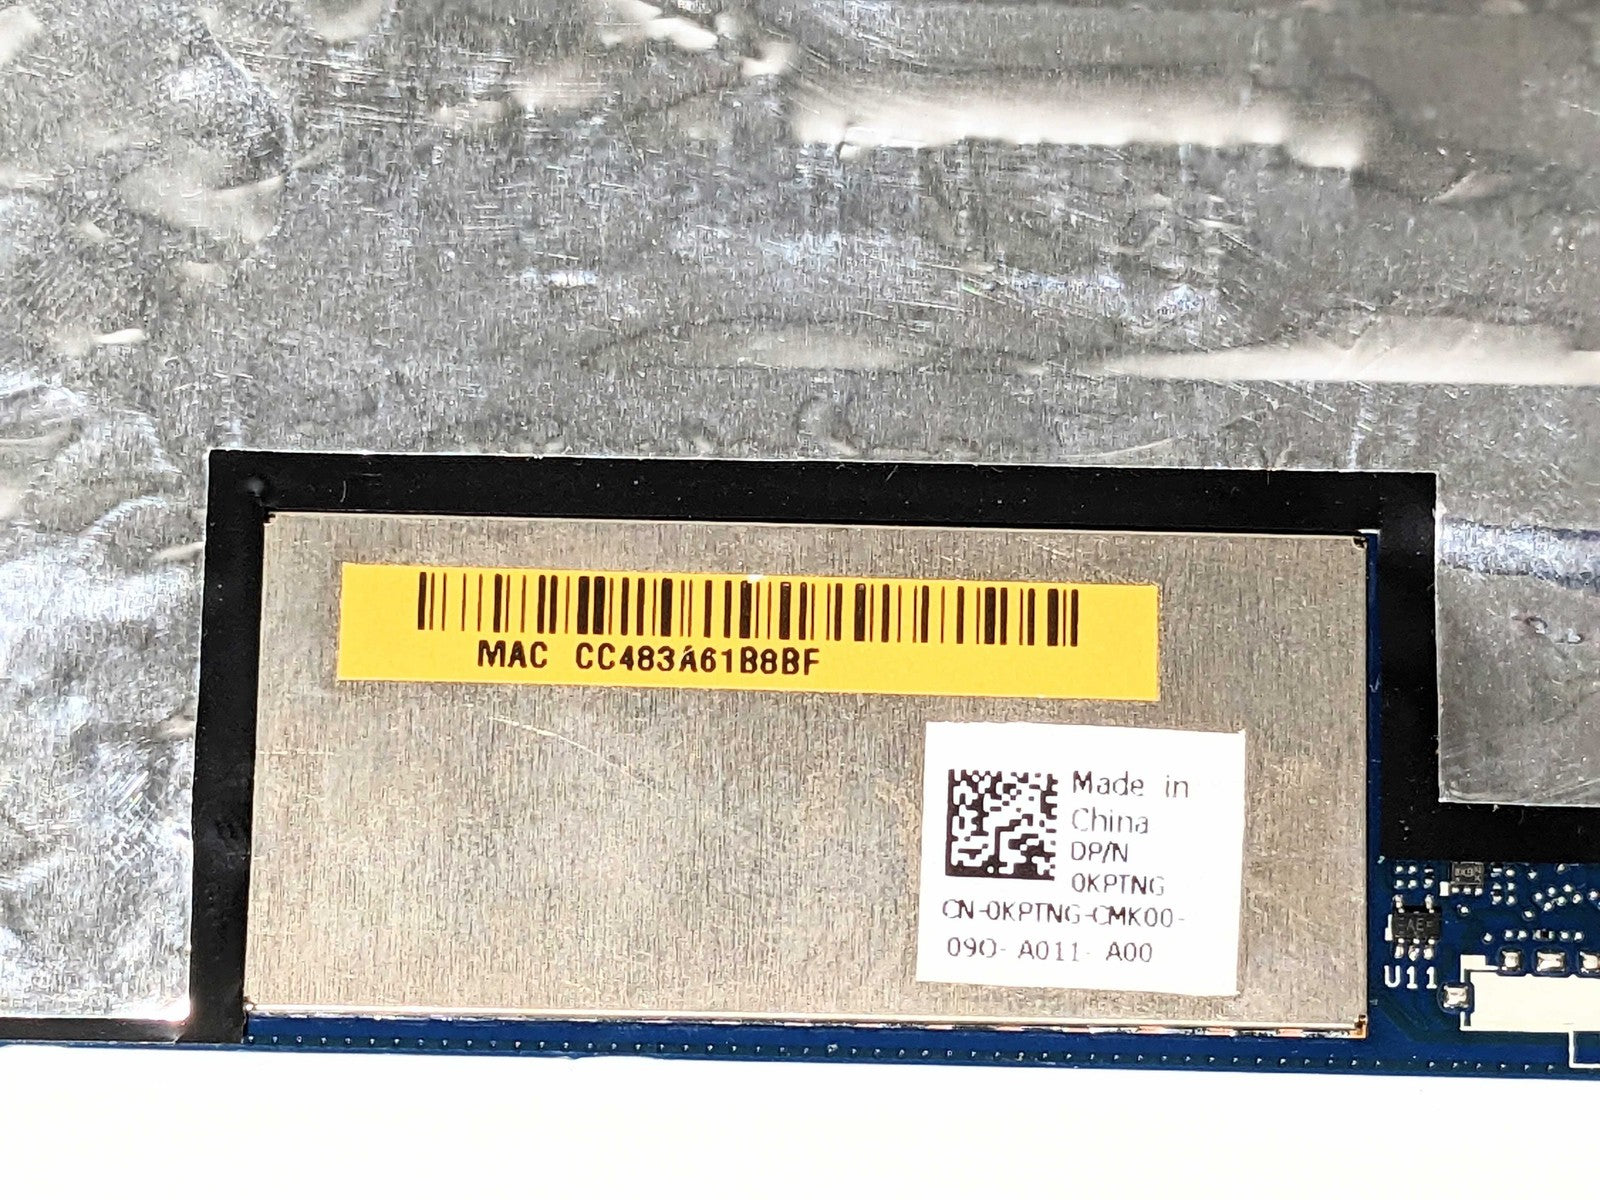 MAC CC483A61B8BF
Made in
China
DP/N
0KPTNG
CN-0KPTNG-CMK00-
09O- A011- A00
U11